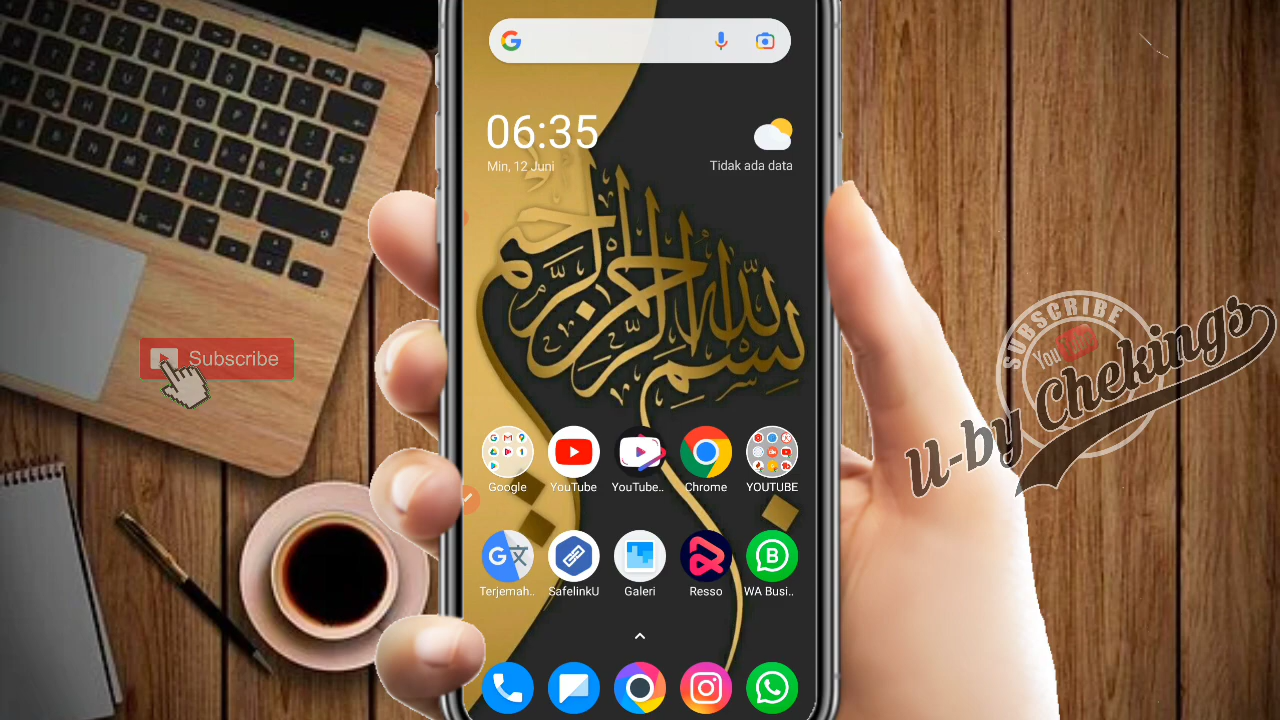 06:35
Min, 12 Juni
Tidak ada data
بسم الله الرحمن الرحيم
Google
YouTube
YouTube..
Chrome
YOUTUBE
Terjemah..
SafelinkU
Galeri
Resso
WA Busi..
Subscribe
SUBSCRIBE
You
U-by Chekings